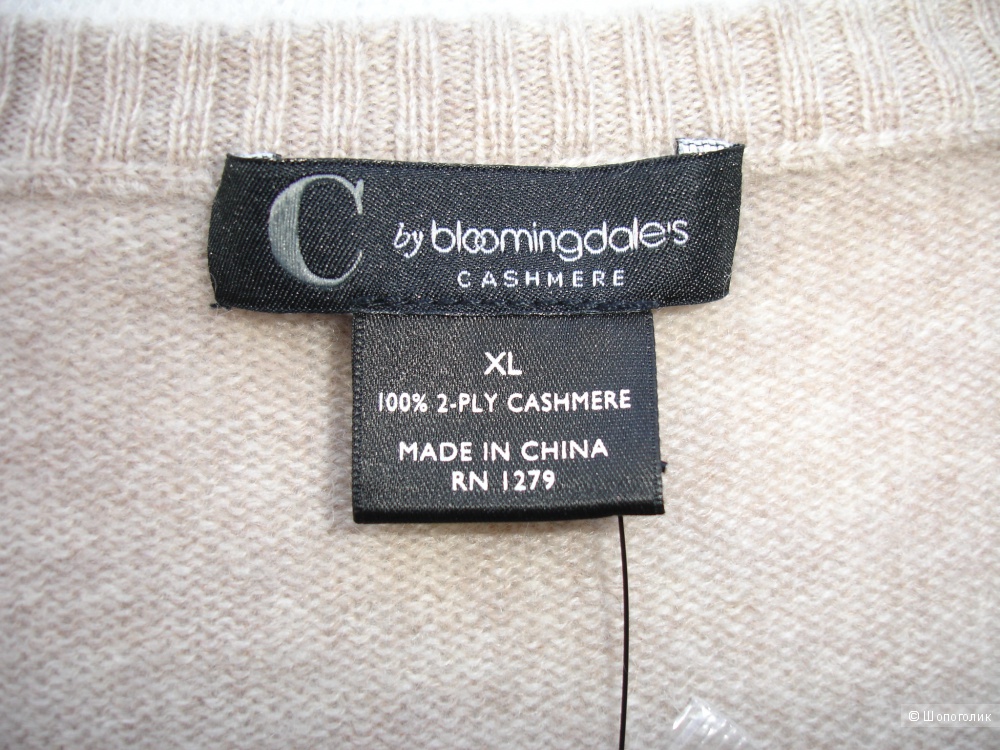 C by bloomingdale's
CASHMERE
XL
100% 2-PLY CASHMERE
MADE IN CHINA
RN 1279
© Шопоголик